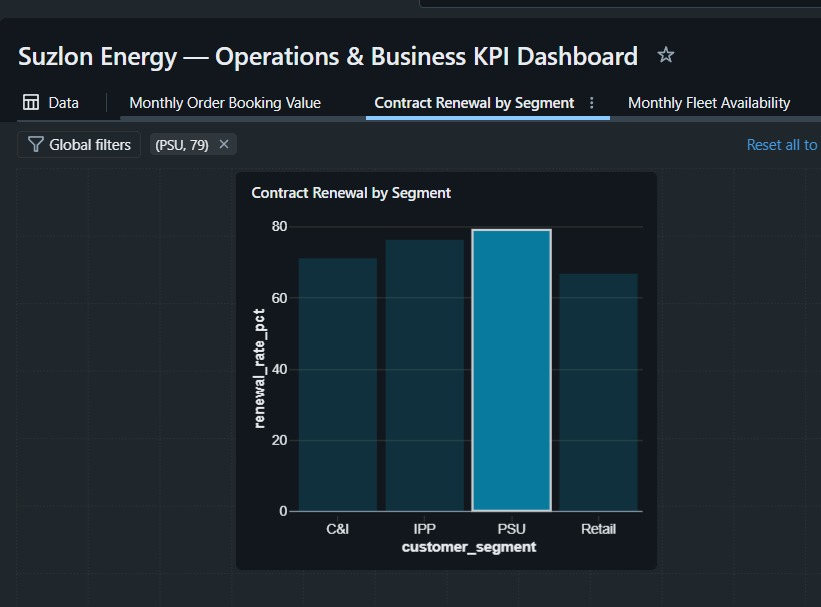 Suzlon Energy — Operations & Business KPI Dashboard
Data
Monthly Order Booking Value
Contract Renewal by Segment
Monthly Fleet Availability
Global filters
(PSU, 79)
Reset all to
Contract Renewal by Segment
renewal_rate_pct
80
60
40
20
0
C&I
IPP
PSU
Retail
customer_segment